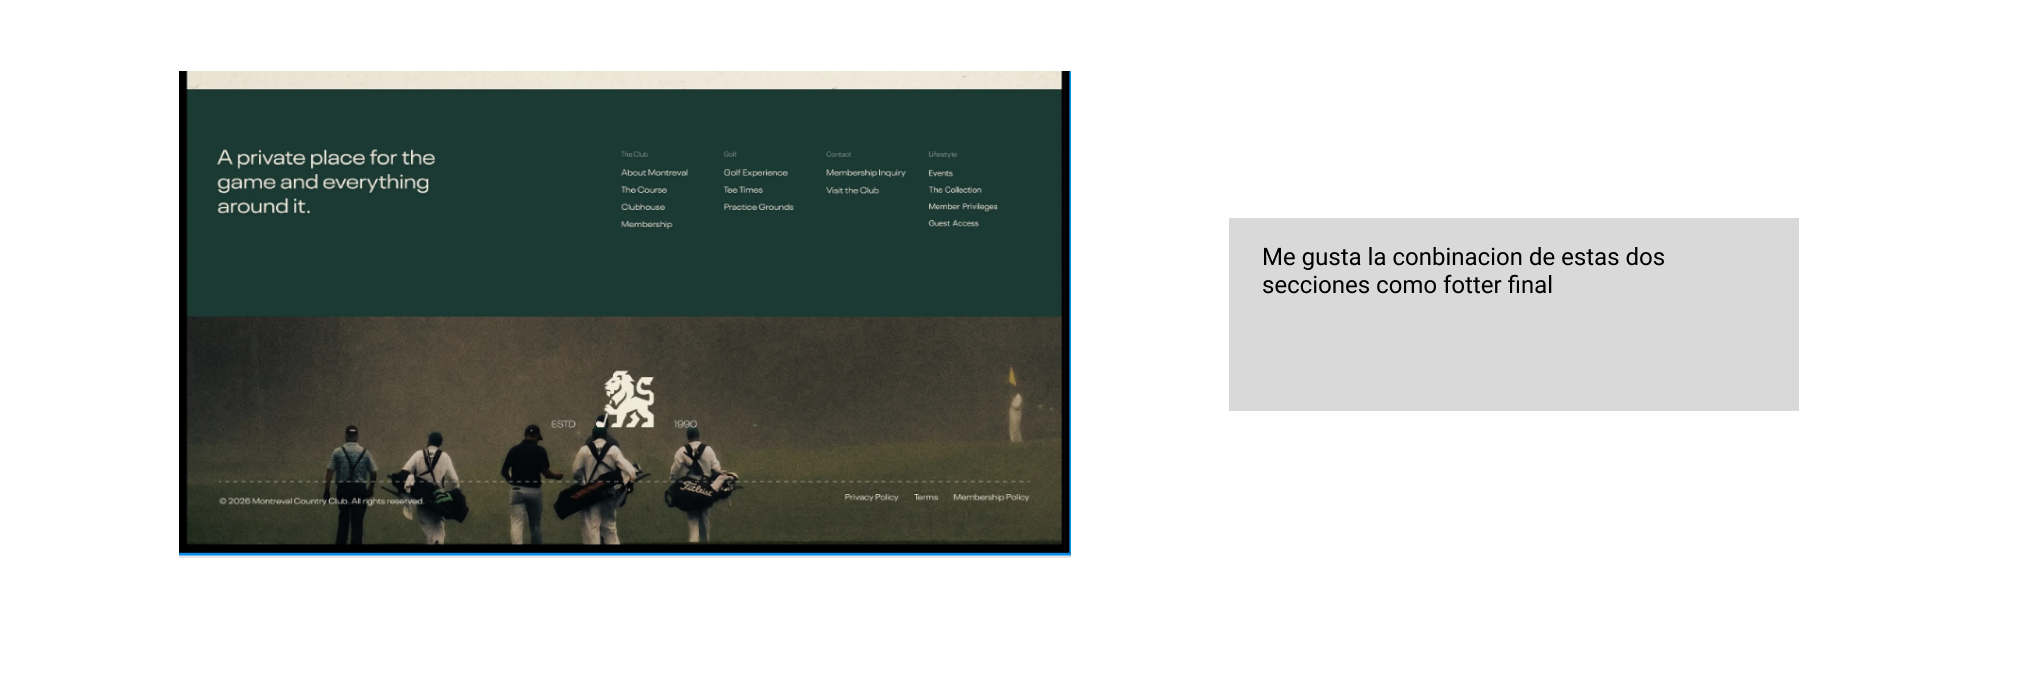 A private place for the
game and everything
around it.
The Club
About Montreval
The Course
Clubhouse
Membership
Golf
Golf Experience
Tee Times
Practice Grounds
Contact
Membership Inquiry
Visit the Club
Lifestyle
Events
The Collection
Member Privileges
Guest Access
ESTD
1990
Titleist
© 2026 Montreval Country Club. All rights reserved.
Privacy Policy
Terms
Membership Policy
Me gusta la conbinacion de estas dos
secciones como fotter final